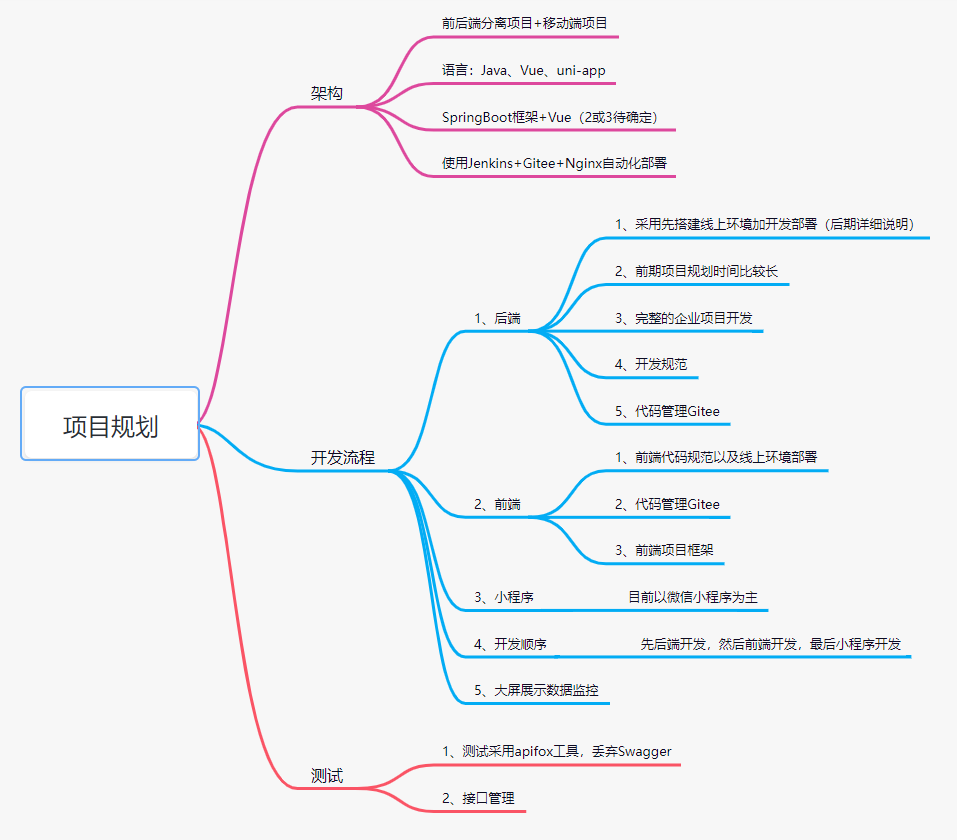 项目规划
架构
前后端分离项目+移动端项目
语言：Java、Vue、uni-app
SpringBoot框架+Vue（2或3待确定）
使用Jenkins+Gitee+Nginx自动化部署
开发流程
1、后端
1、采用先搭建线上环境加开发部署（后期详细说明）
2、前期项目规划时间比较长
3、完整的企业项目开发
4、开发规范
5、代码管理Gitee
2、前端
1、前端代码规范以及线上环境部署
2、代码管理Gitee
3、前端项目框架
3、小程序
目前以微信小程序为主
4、开发顺序
先后端开发，然后前端开发，最后小程序开发
5、大屏展示数据监控
测试
1、测试采用apifox工具，丢弃Swagger
2、接口管理